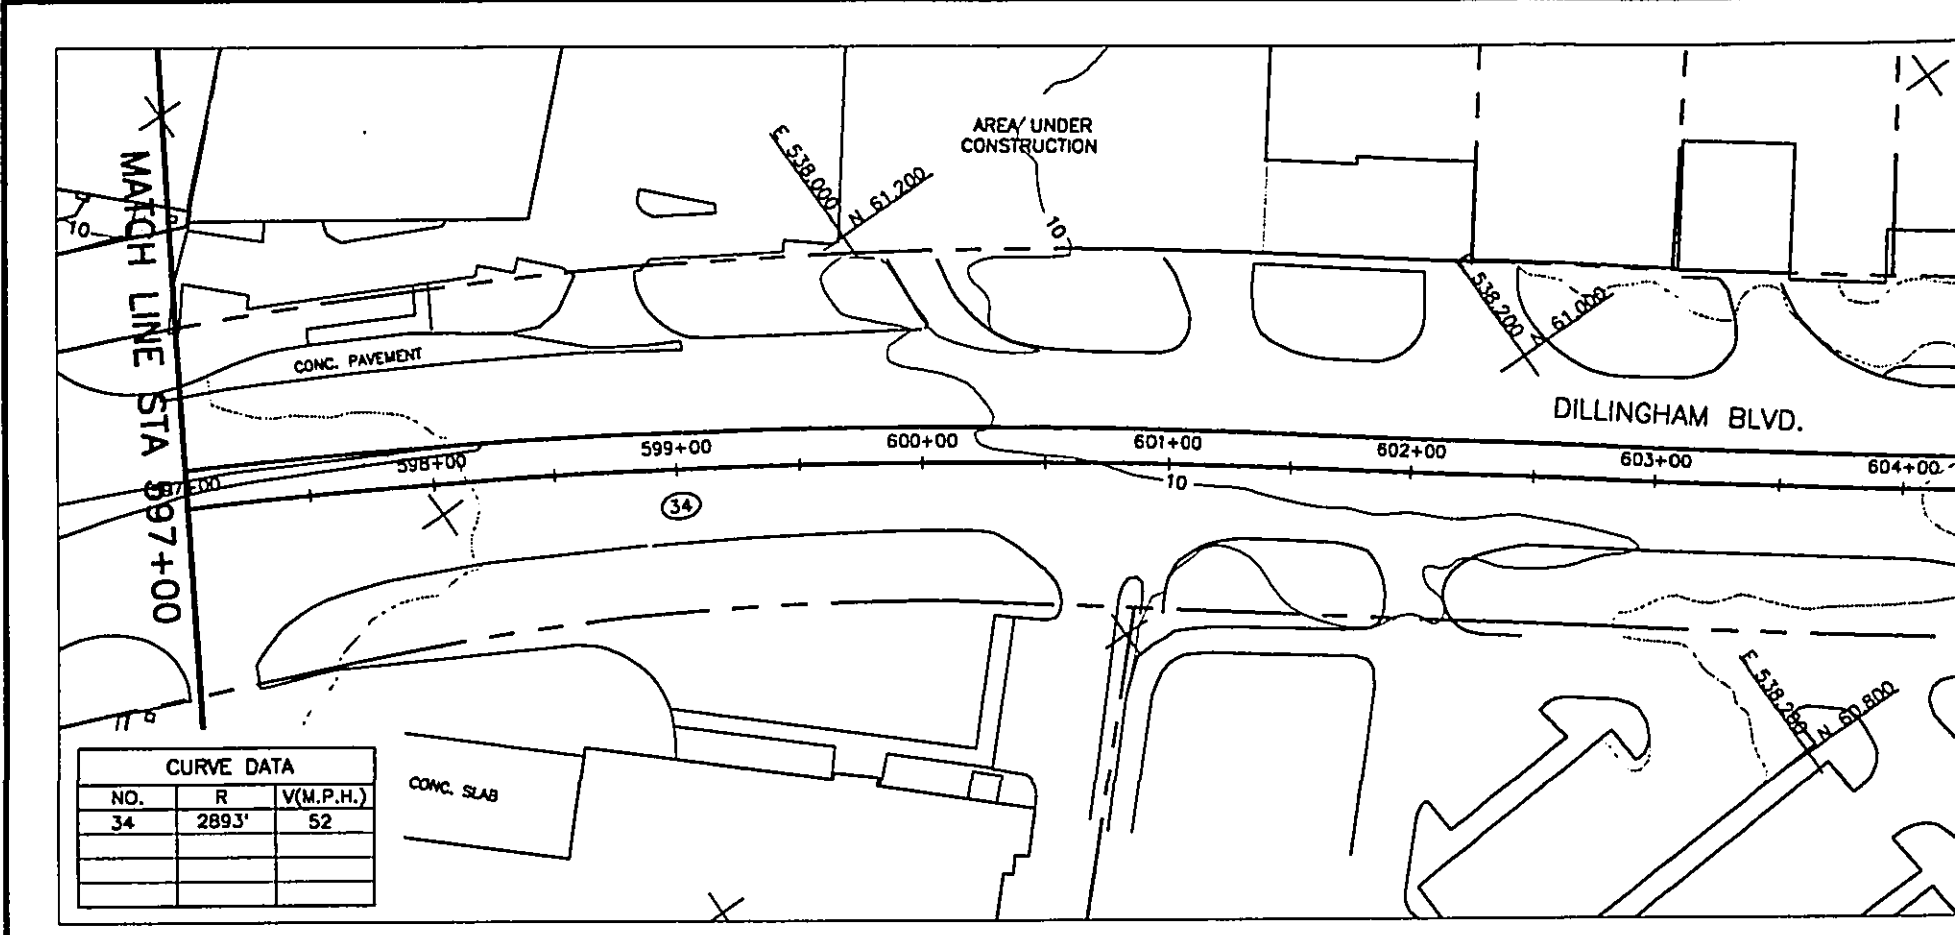 AREA UNDER
CONSTRUCTION
E 538,000
N 61,200
10
10
MATCH LINE STA 597+00
E 538,200
N 61,000
CONC. PAVEMENT
DILLINGHAM BLVD.
597+00
598+00
599+00
600+00
601+00
602+00
603+00
604+00
10
34
E 538,280
N 60,800
CURVE DATA
NO. R V(M.P.H.)
34 2893' 52
CONC. SLAB